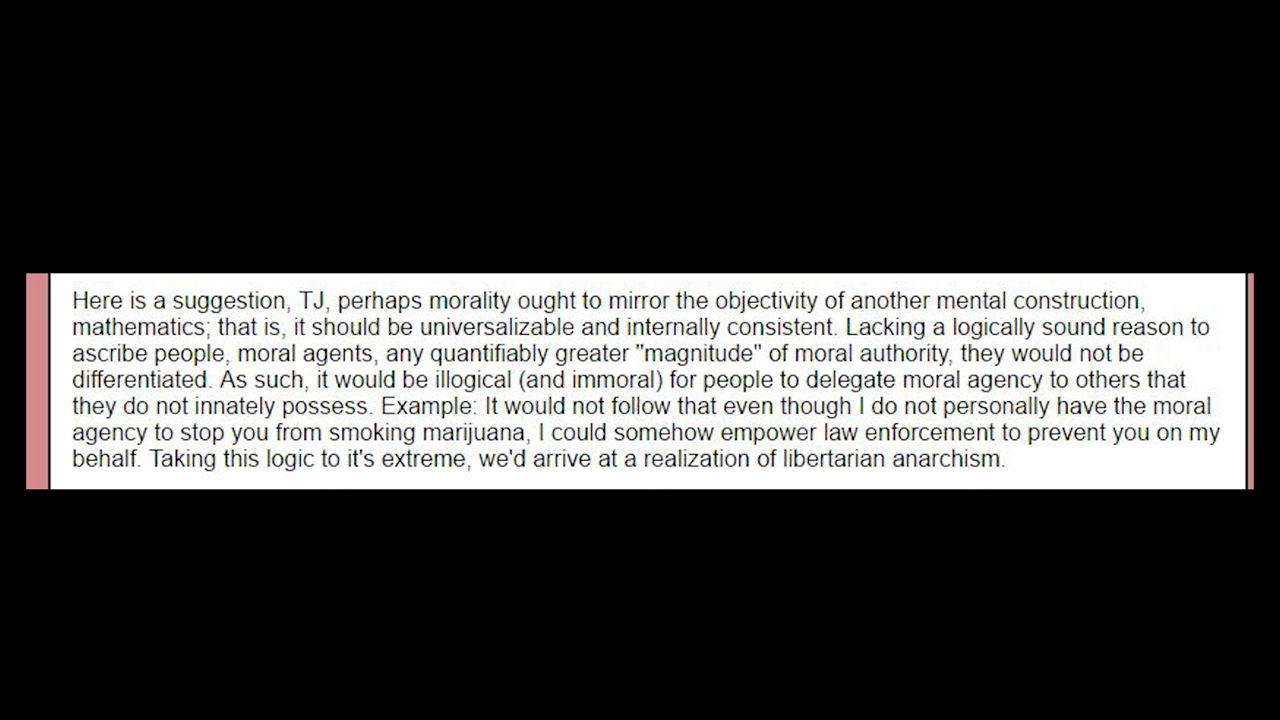 Here is a suggestion, TJ, perhaps morality ought to mirror the objectivity of another mental construction,
mathematics; that is, it should be universalizable and internally consistent. Lacking a logically sound reason to
ascribe people, moral agents, any quantifiably greater "magnitude" of moral authority, they would not be
differentiated. As such, it would be illogical (and immoral) for people to delegate moral agency to others that
they do not innately possess. Example: It would not follow that even though I do not personally have the moral
agency to stop you from smoking marijuana, I could somehow empower law enforcement to prevent you on my
behalf. Taking this logic to it's extreme, we'd arrive at a realization of libertarian anarchism.